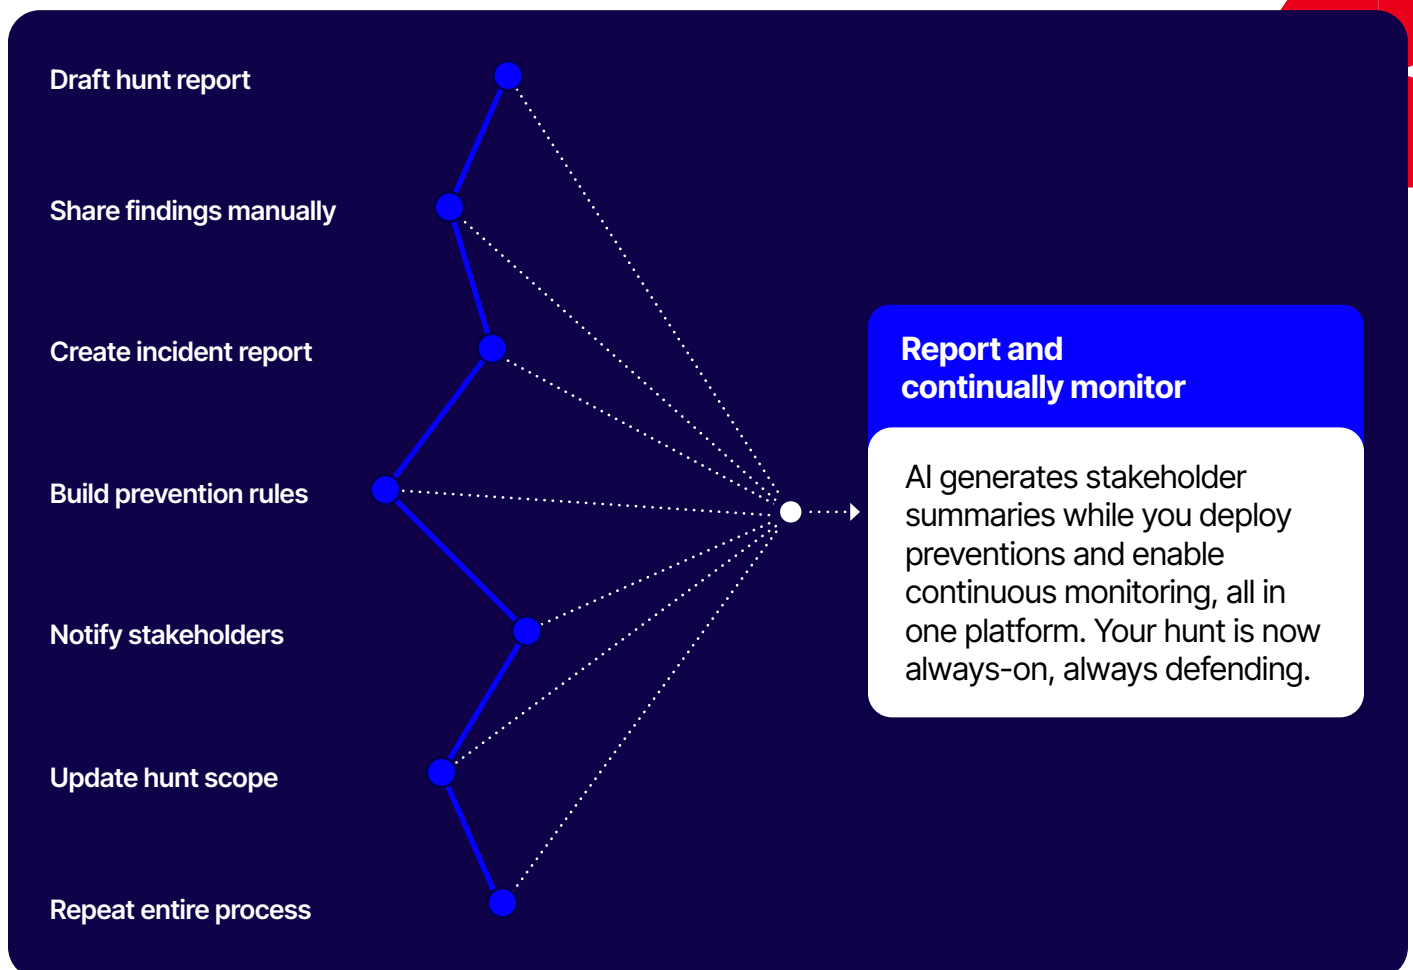 Draft hunt report
Share findings manually
Create incident report
Build prevention rules
Notify stakeholders
Update hunt scope
Repeat entire process
Report and
continually monitor
AI generates stakeholder
summaries while you deploy
preventions and enable
continuous monitoring, all in
one platform. Your hunt is now
always-on, always defending.